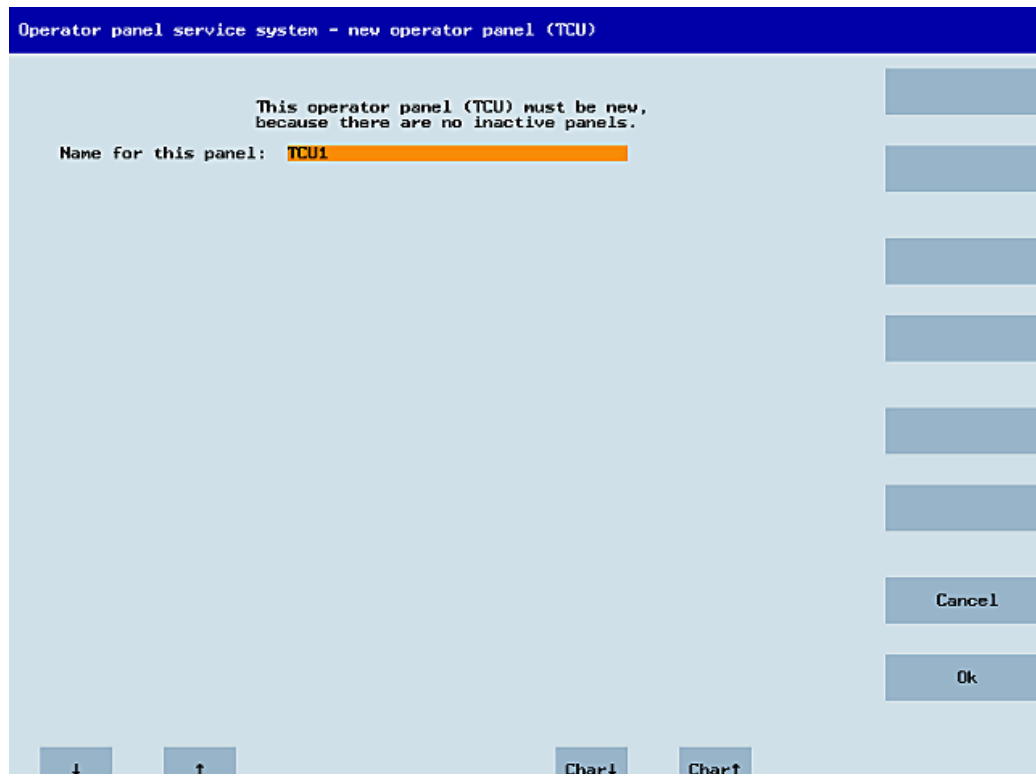 Operator panel service system - new operator panel (TCU)
This operator panel (TCU) must be new,
because there are no inactive panels.
Name for this panel: TCU1
Cancel
Ok
↓ ↑ Char↓ Char↑